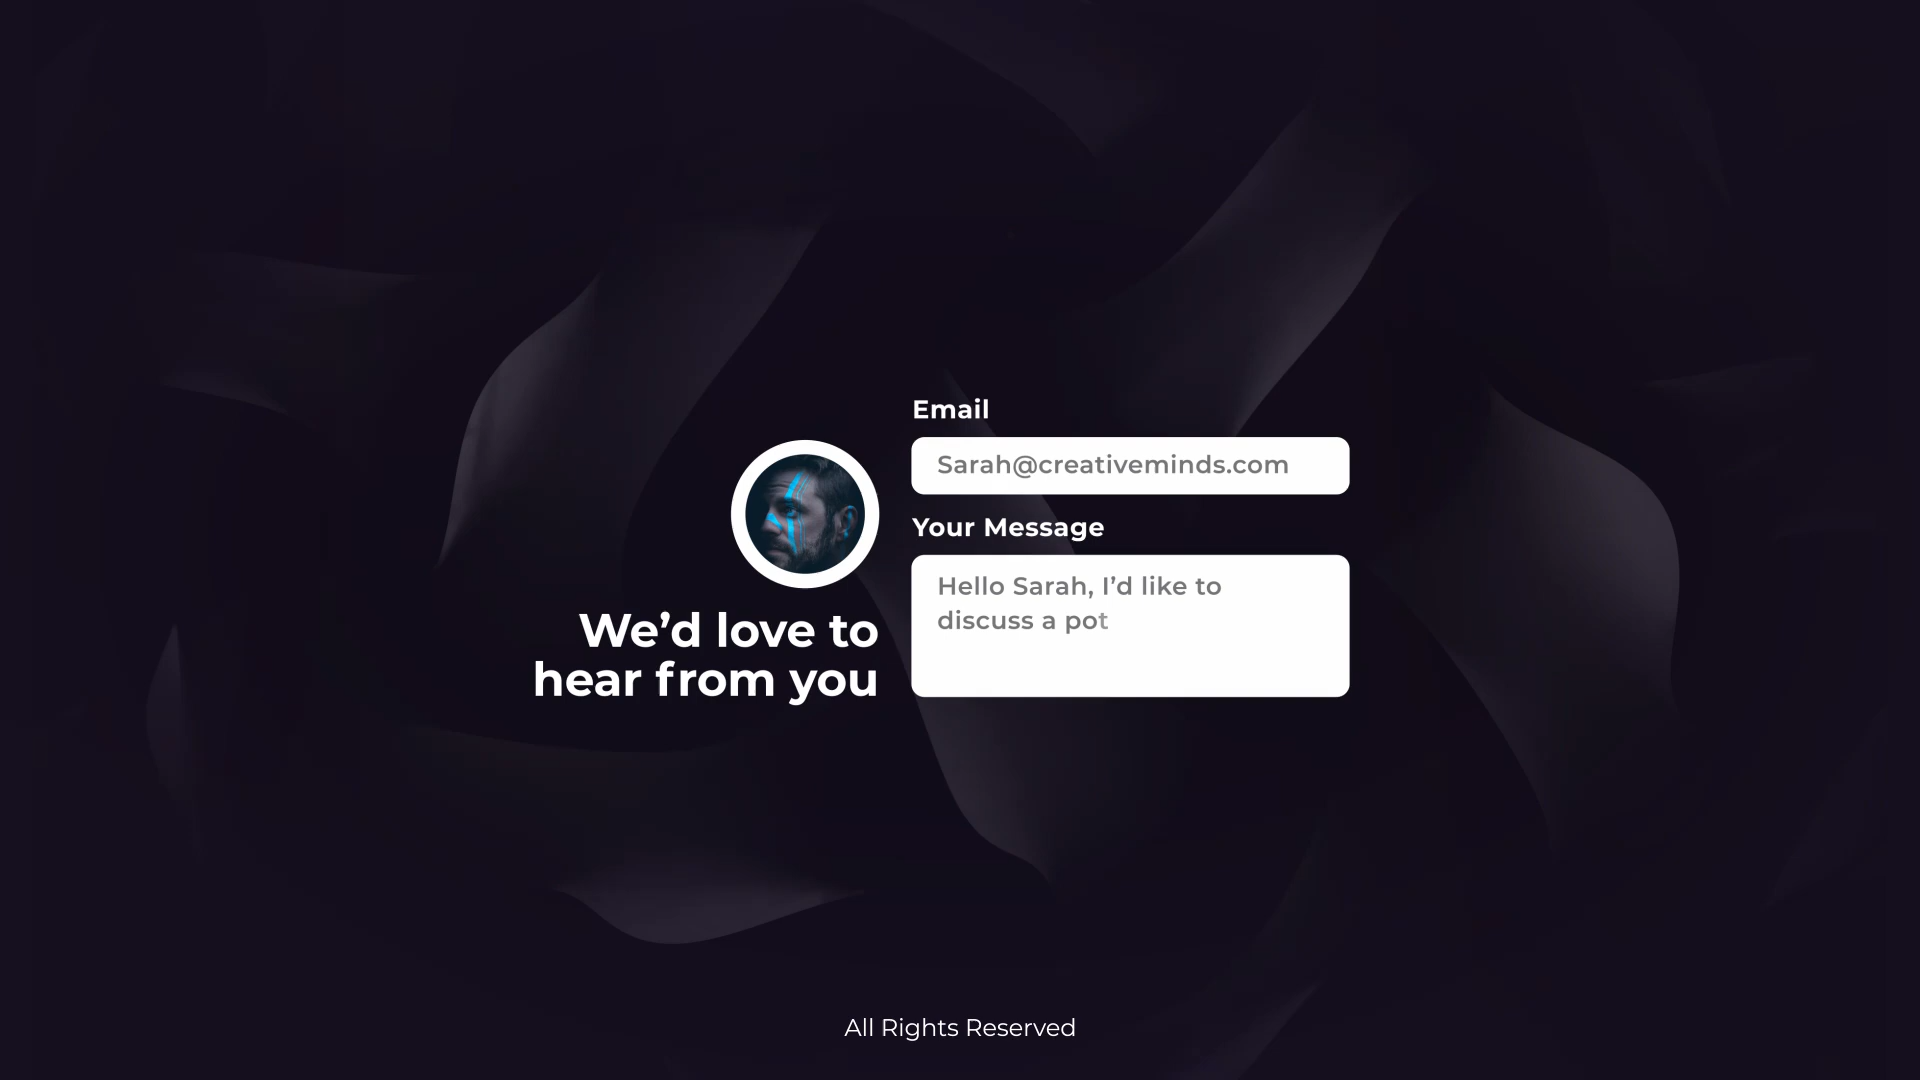 We’d love to
hear from you
Email
Sarah@creativeminds.com
Your Message
Hello Sarah, I’d like to
discuss a pot
All Rights Reserved